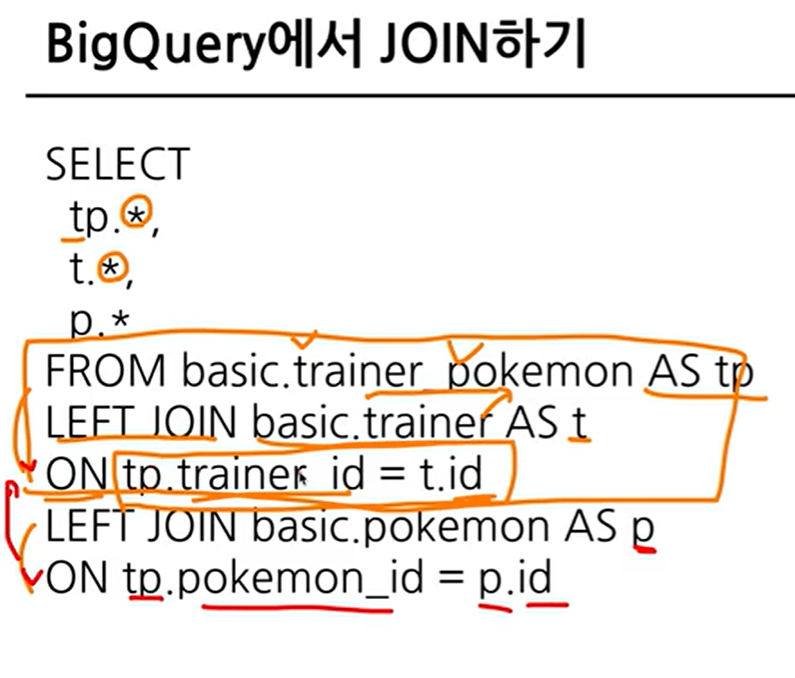 BigQuery에서 JOIN하기
SELECT
tp.*,
t.*,
p.*
FROM basic.trainer_pokemon AS tp
LEFT JOIN basic.trainer AS t
ON tp.trainer_id = t.id
LEFT JOIN basic.pokemon AS p
ON tp.pokemon_id = p.id